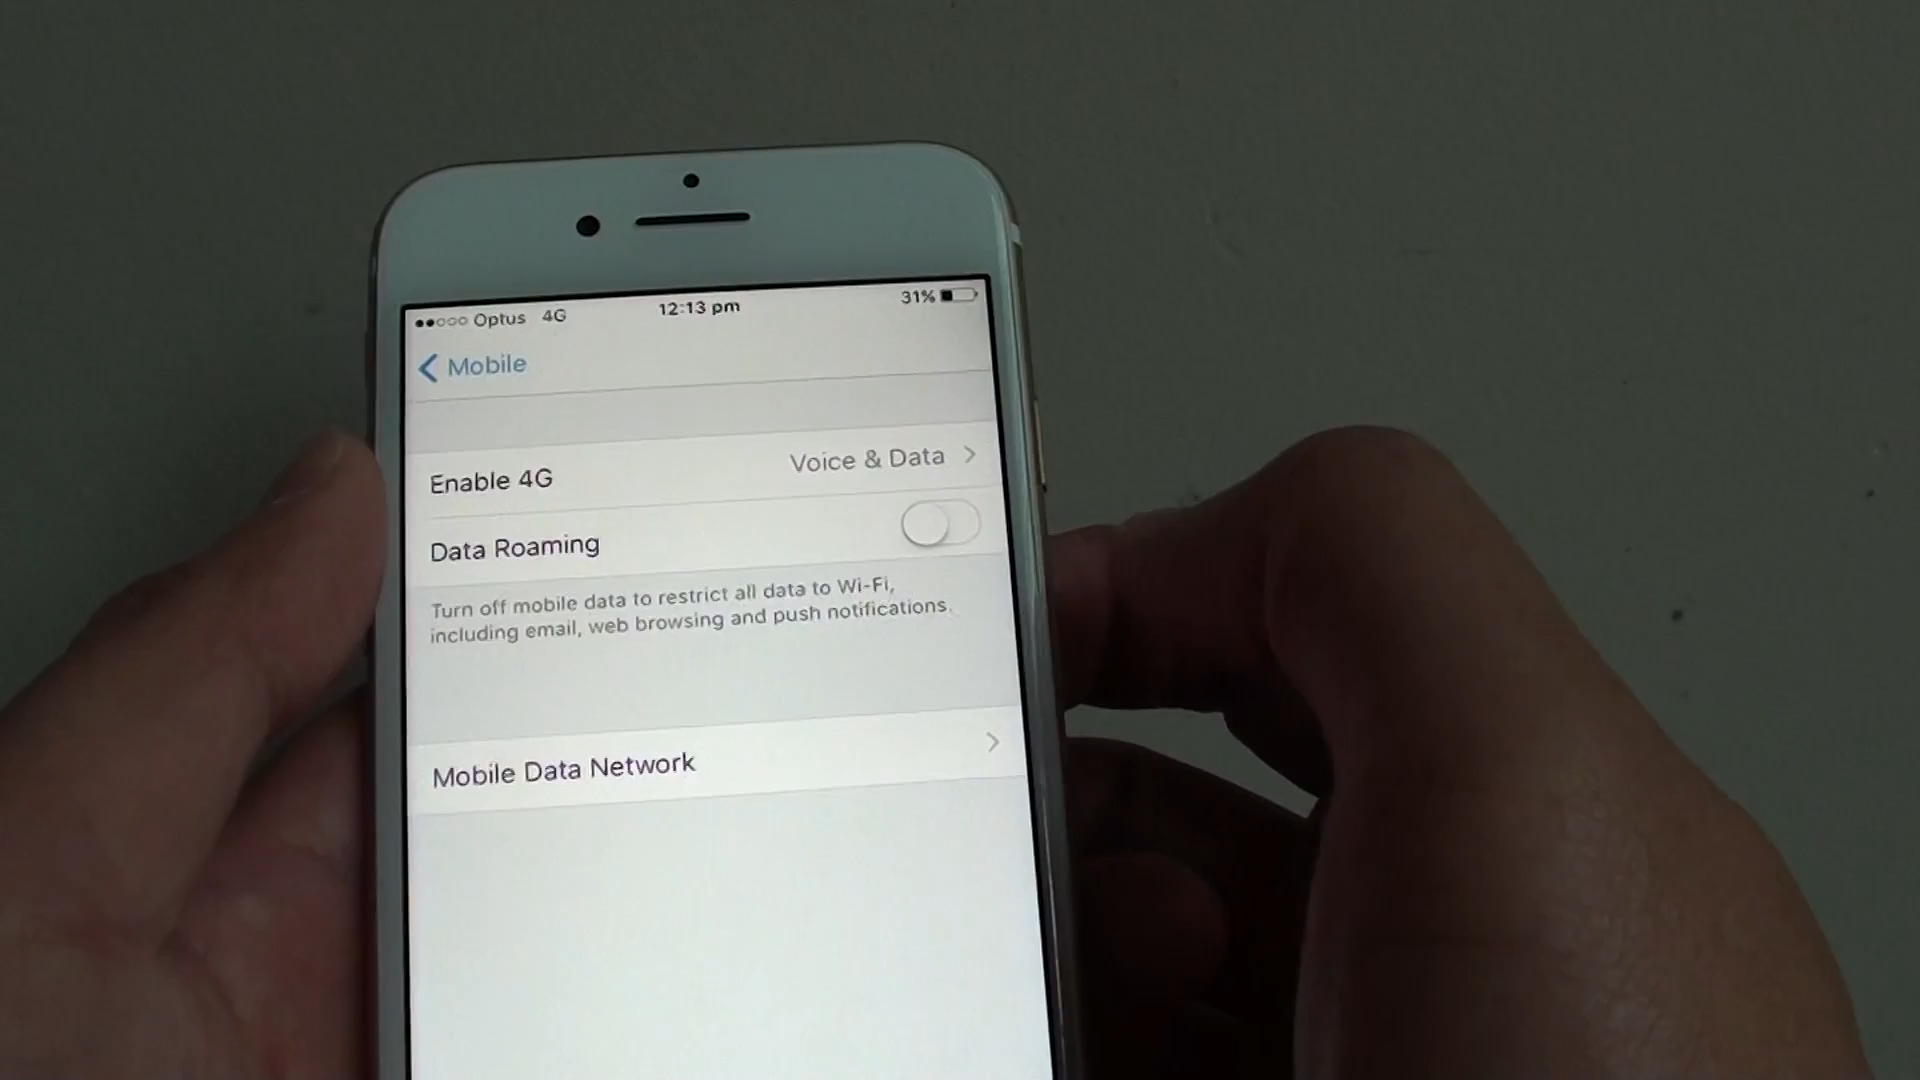 Optus 4G 12:13 pm 31%
Mobile
Enable 4G Voice & Data
Data Roaming
Turn off mobile data to restrict all data to Wi-Fi,
including email, web browsing and push notifications.
Mobile Data Network